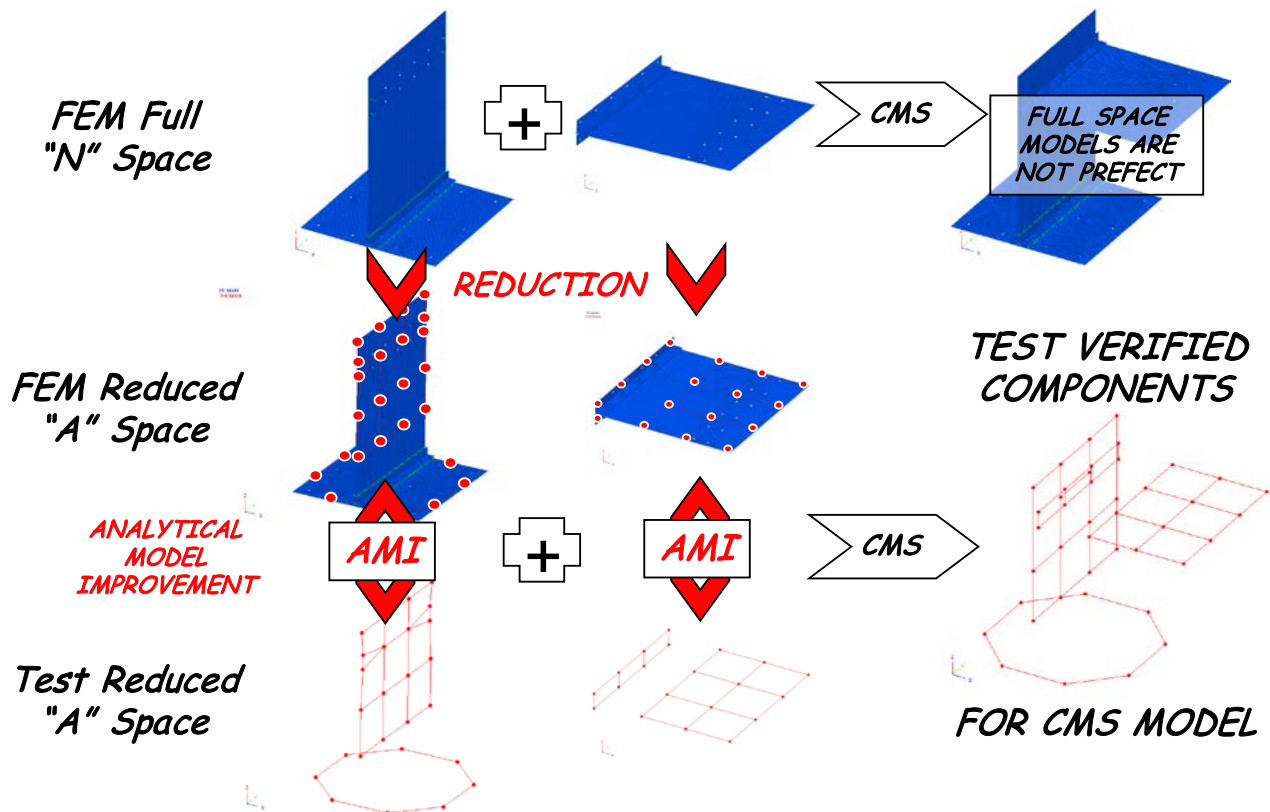 FEM Full
"N" Space
+
CMS
FULL SPACE
MODELS ARE
NOT PREFECT
REDUCTION
FEM Reduced
"A" Space
TEST VERIFIED
COMPONENTS
ANALYTICAL
MODEL
IMPROVEMENT
AMI
+
AMI
CMS
Test Reduced
"A" Space
FOR CMS MODEL